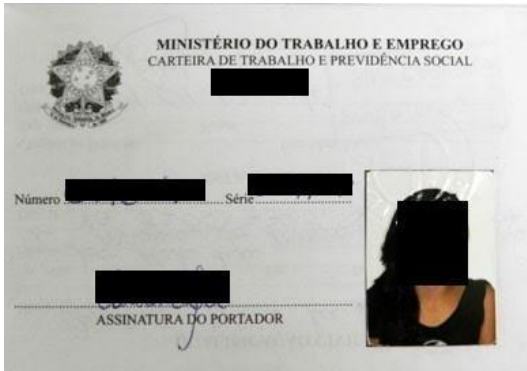 MINISTÉRIO DO TRABALHO E EMPREGO
CARTEIRA DE TRABALHO E PREVIDÊNCIA SOCIAL
Número Série
ASSINATURA DO PORTADOR